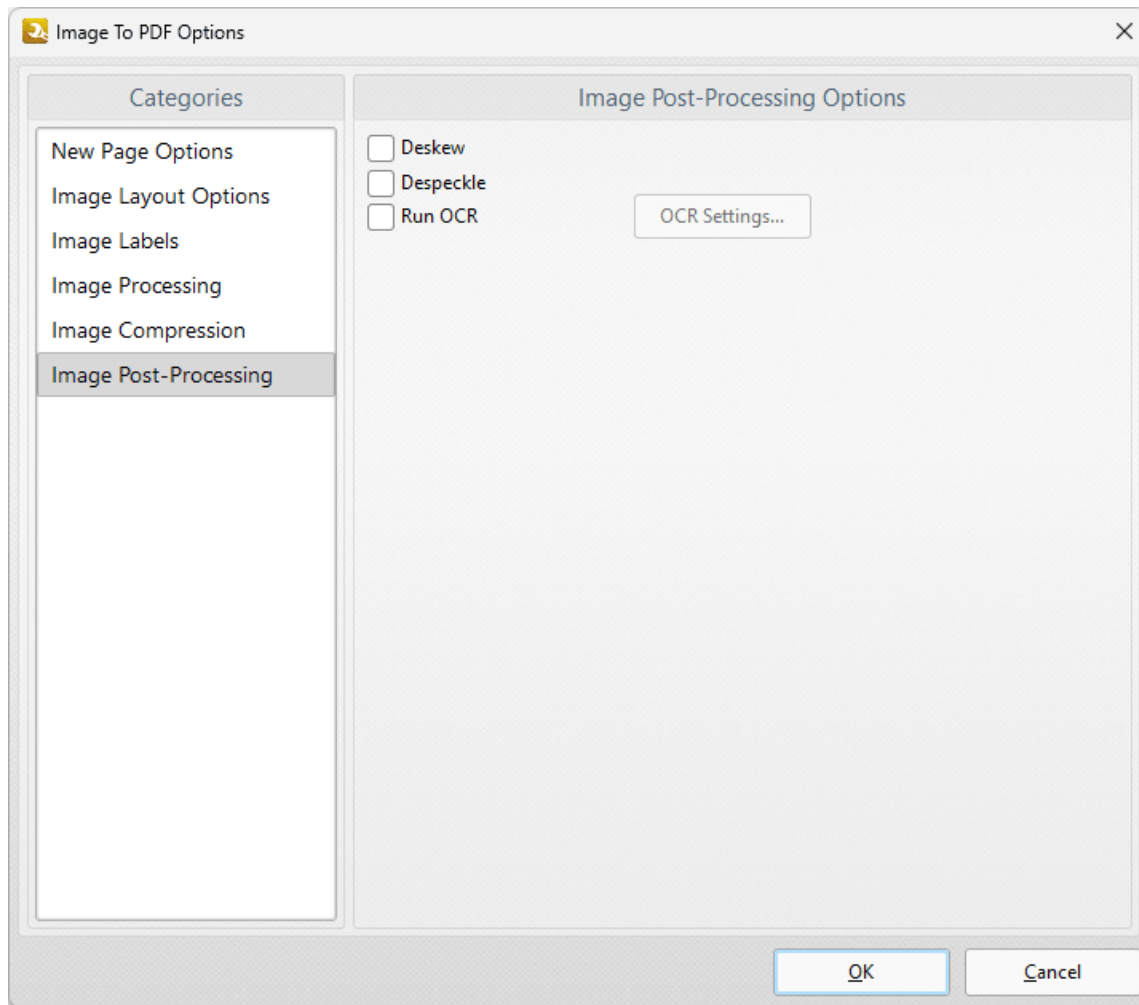 Image To PDF Options
Categories
New Page Options
Image Layout Options
Image Labels
Image Processing
Image Compression
Image Post-Processing
Image Post-Processing Options
Deskew
Despeckle
Run OCR
OCR Settings...
OK
Cancel